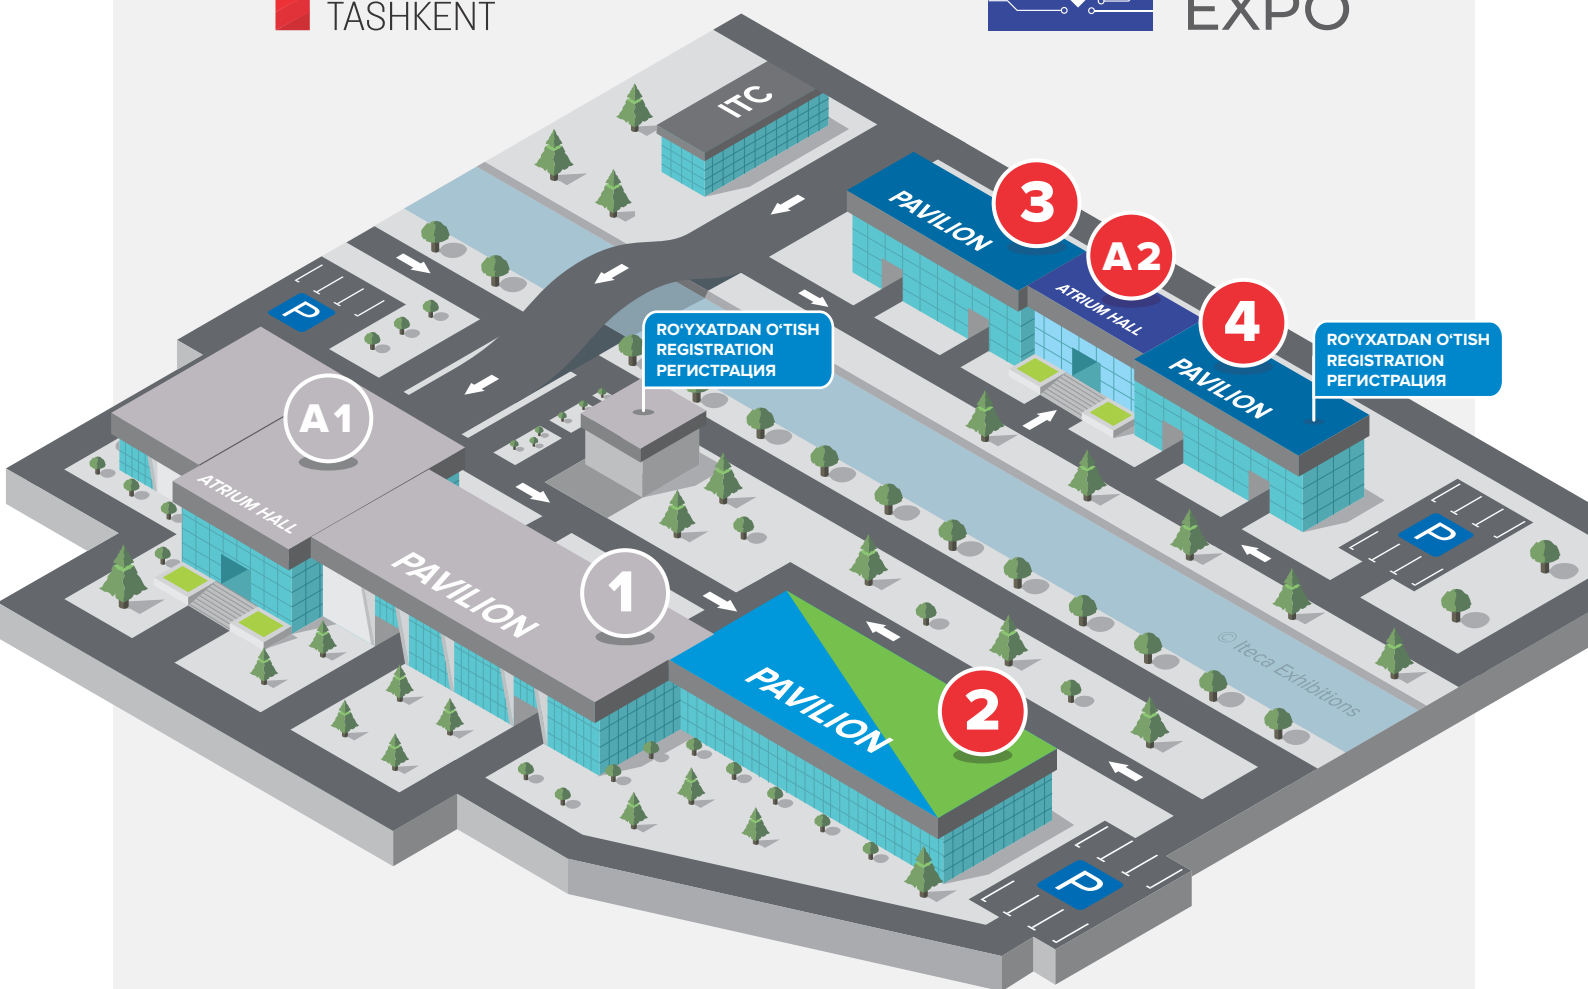 TASHKENT
EXPO
ITC
PAVILION
3
A2
ATRIUM HALL
4
PAVILION
RO‘YXATDAN O‘TISH
REGISTRATION
РЕГИСТРАЦИЯ
RO‘YXATDAN O‘TISH
REGISTRATION
РЕГИСТРАЦИЯ
P
A1
ATRIUM HALL
PAVILION
1
P
PAVILION
2
© Iteca Exhibitions
P